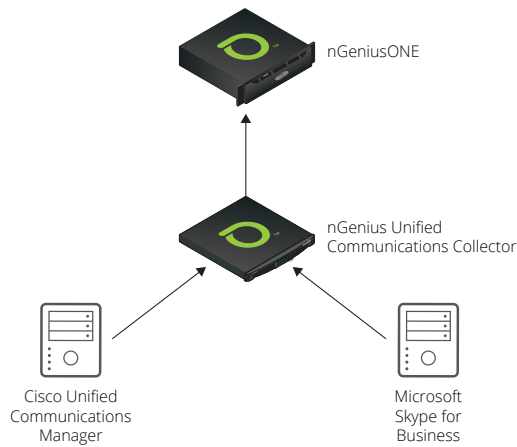 nGeniusONE
nGenius Unified
Communications Collector
Cisco Unified
Communications
Manager
Microsoft
Skype for
Business